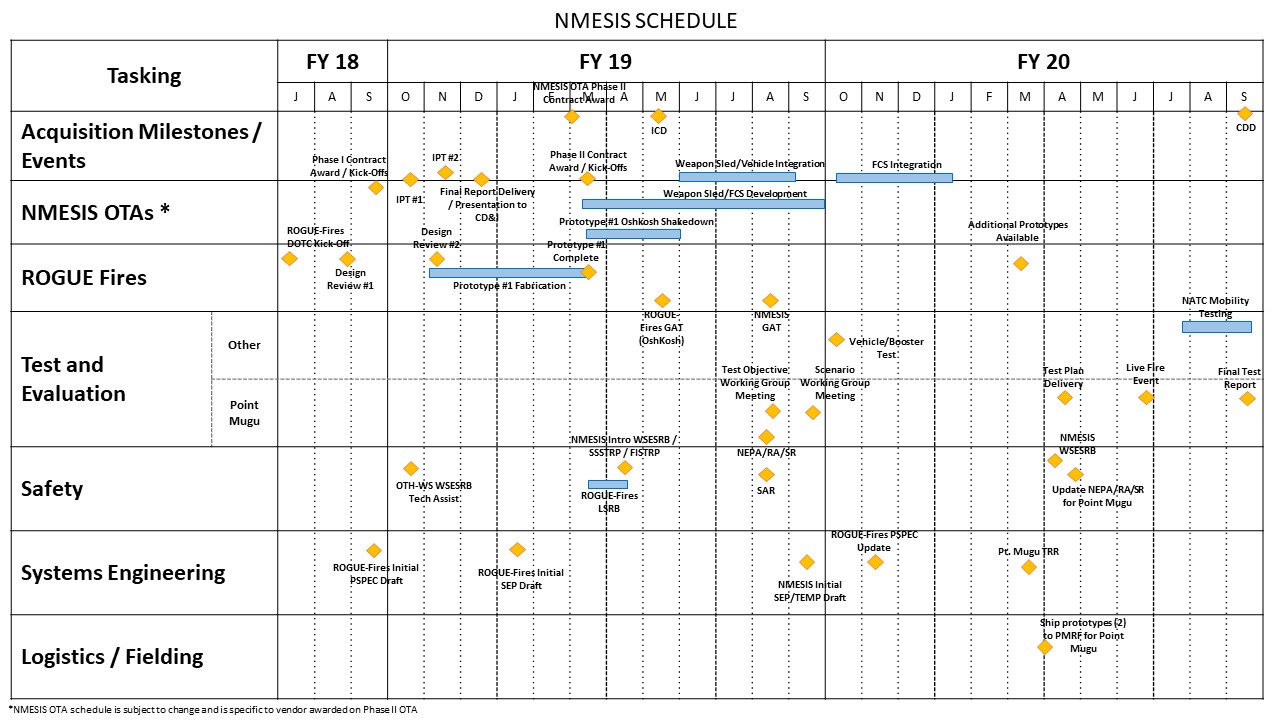 NMESIS SCHEDULE
Tasking
FY 18
FY 19
FY 20
J A S O N D J F M A M J J A S O N D J F M A M J J A S
NMESIS OTA Phase II
Contract Award
Acquisition Milestones /
Events
ICD
CDD
Phase I Contract
Award / Kick-Offs
IPT #2
Phase II Contract
Award / Kick-Offs
Weapon Sled/Vehicle Integration
FCS Integration
NMESIS OTAs *
IPT #1
Final Report Delivery
/ Presentation to
CD&I
Weapon Sled/FCS Development
Prototype #1 Oshkosh Shakedown
ROGUE Fires
ROGUE-Fires
DOTC Kick-Off
Design
Review #1
Design
Review #2
Prototype #1
Complete
Prototype #1 Fabrication
Additional Prototypes
Available
Test and
Evaluation
Other
ROGUE-
Fires GAT
(OshKosh)
NMESIS
GAT
Vehicle/Booster
Test
NATC Mobility
Testing
Point
Mugu
Test Objective
Working Group
Meeting
Scenario
Working Group
Meeting
Test Plan
Delivery
Live Fire
Event
Final Test
Report
Safety
OTH-WS WSESRB
Tech Assist.
NMESIS Intro WSESRB /
SSSTRP / FISTRP
ROGUE-Fires
LSRB
NEPA/RA/SR
SAR
NMESIS
WSESRB
Update NEPA/RA/SR
for Point Mugu
Systems Engineering
ROGUE-Fires Initial
PSPEC Draft
ROGUE-Fires Initial
SEP Draft
NMESIS Initial
SEP/TEMP Draft
ROGUE-Fires PSPEC
Update
Pt. Mugu TRR
Logistics / Fielding
Ship prototypes (2)
to PMRF for Point
Mugu
*NMESIS OTA schedule is subject to change and is specific to vendor awarded on Phase II OTA